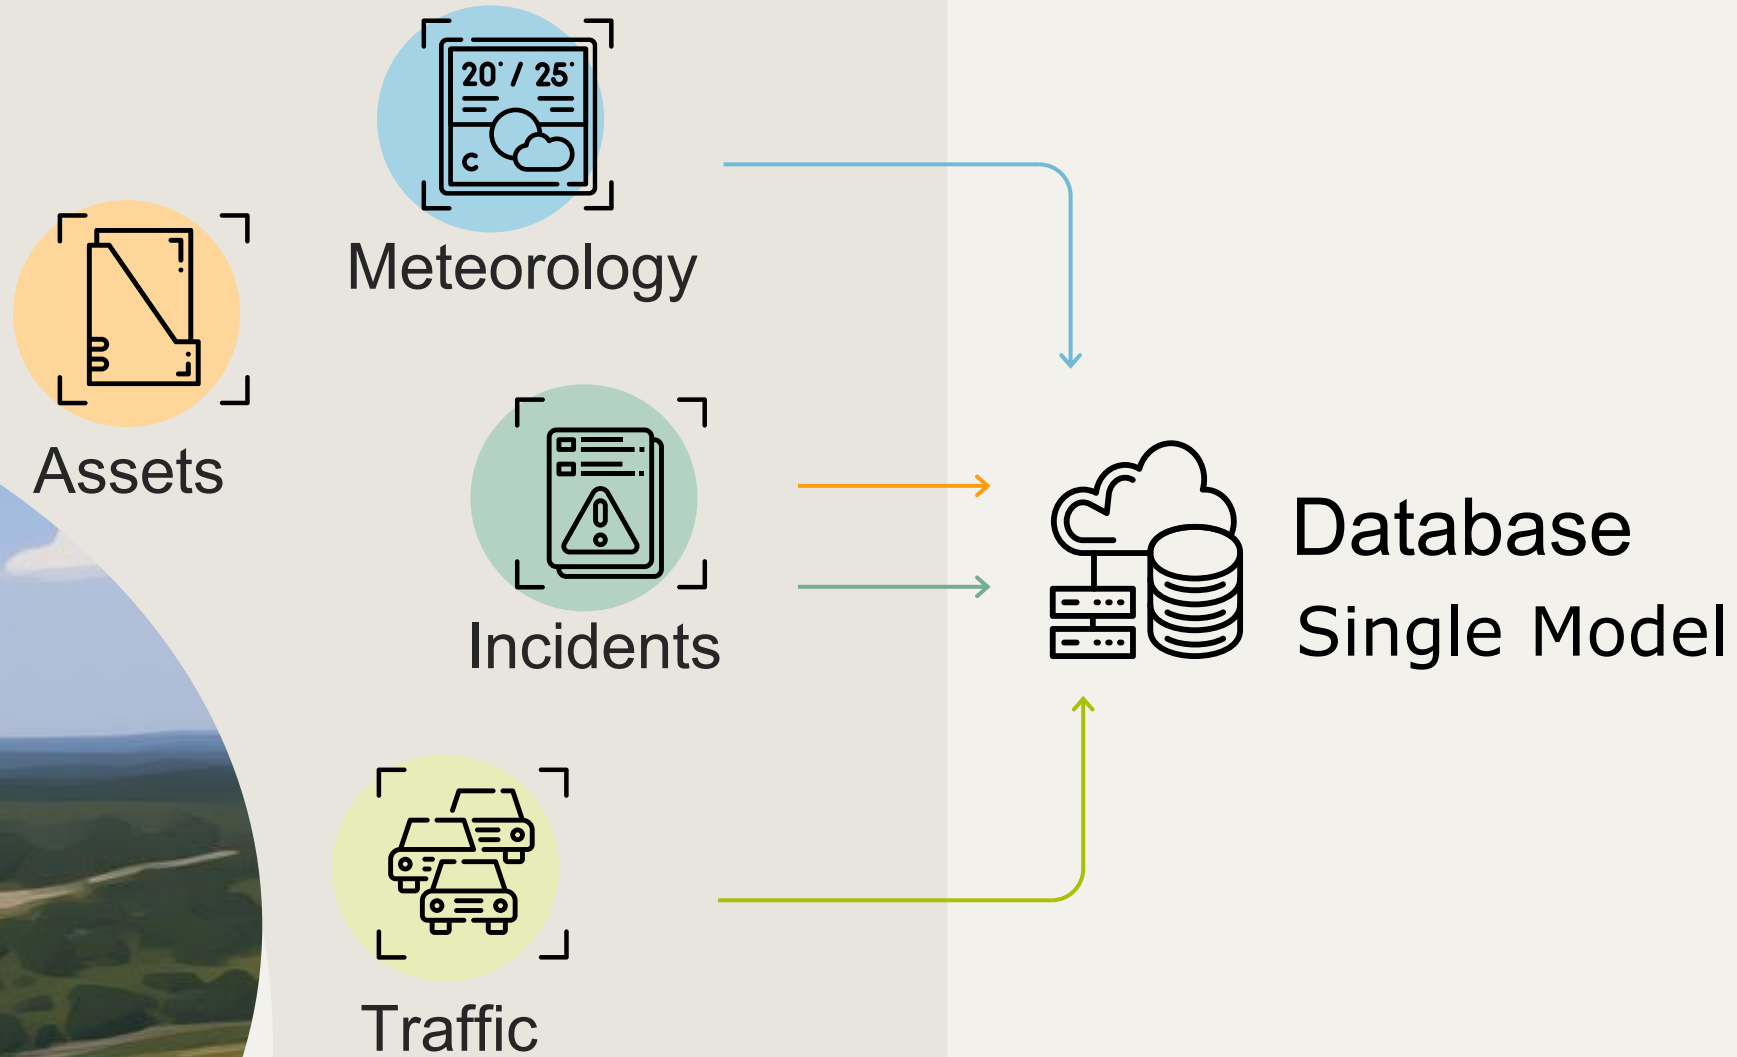 20° / 25°
C
Meteorology
Assets
Incidents
Database
Single Model
Traffic